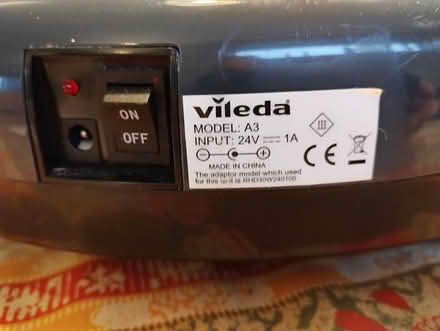 ON
OFF
vileda
MODEL: A3
INPUT: 24V 1A
MADE IN CHINA
The adaptor model which used
for this unit is RHD30W240100
CE